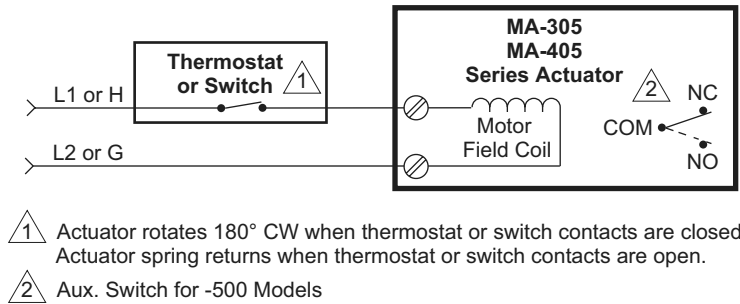 MA-305
MA-405
Series Actuator
Thermostat
or Switch
1
2
NC
L1 or H
COM
Motor
Field Coil
NO
L2 or G
1 Actuator rotates 180° CW when thermostat or switch contacts are closed
Actuator spring returns when thermostat or switch contacts are open.
2 Aux. Switch for -500 Models